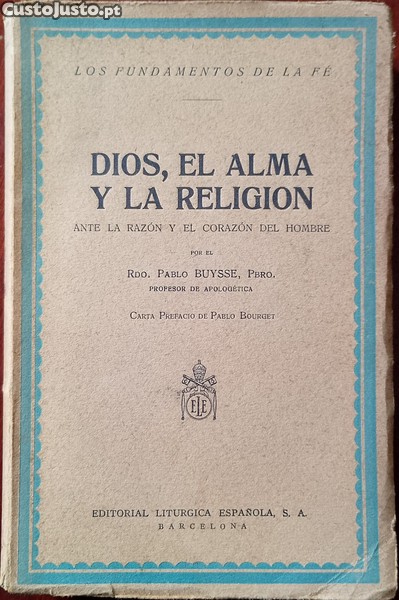 CustoJusto.pt
LOS FUNDAMENTOS DE LA FÉ
DIOS, EL ALMA
Y LA RELIGION
ANTE LA RAZÓN Y EL CORAZÓN DEL HOMBRE
POR EL
RDO. PABLO BUYSSE, PBRO.
PROFESOR DE APOLOGÉTICA
CARTA PREFACIO DE PABLO BOURGET
ELE
EDITORIAL LITURGICA ESPAÑOLA, S. A.
BARCELONA